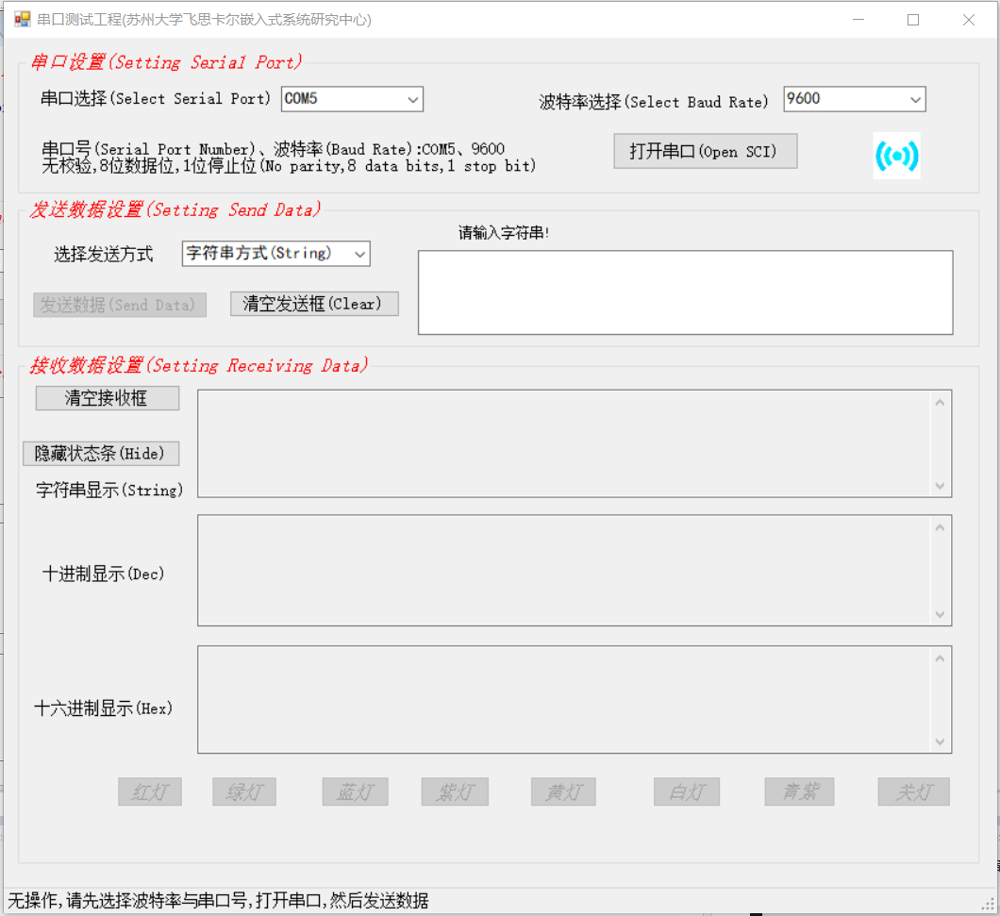 串口测试工程(苏州大学飞思卡尔嵌入式系统研究中心)
串口设置(Setting Serial Port)
串口选择(Select Serial Port) COM5 波特率选择(Select Baud Rate) 9600
串口号(Serial Port Number)、波特率(Baud Rate):COM5、9600
无校验,8位数据位,1位停止位(No parity,8 data bits,1 stop bit)
打开串口(Open SCI)
发送数据设置(Setting Send Data)
请输入字符串!
选择发送方式 字符串方式(String)
发送数据(Send Data) 清空发送框(Clear)
接收数据设置(Setting Receiving Data)
清空接收框
隐藏状态条(Hide)
字符串显示(String)
十进制显示(Dec)
十六进制显示(Hex)
红灯 绿灯 蓝灯 紫灯 黄灯 白灯 青紫 关灯
无操作,请先选择波特率与串口号,打开串口,然后发送数据